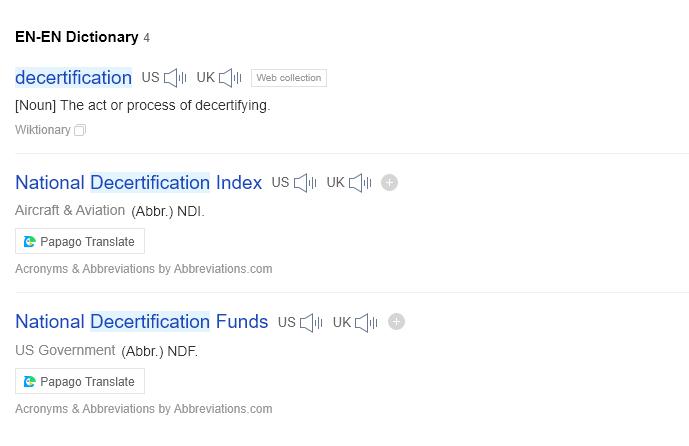 EN-EN Dictionary 4
decertification US UK Web collection
[Noun] The act or process of decertifying.
Wiktionary
National Decertification Index US UK
Aircraft & Aviation (Abbr.) NDI.
Papago Translate
Acronyms & Abbreviations by Abbreviations.com
National Decertification Funds US UK
US Government (Abbr.) NDF.
Papago Translate
Acronyms & Abbreviations by Abbreviations.com